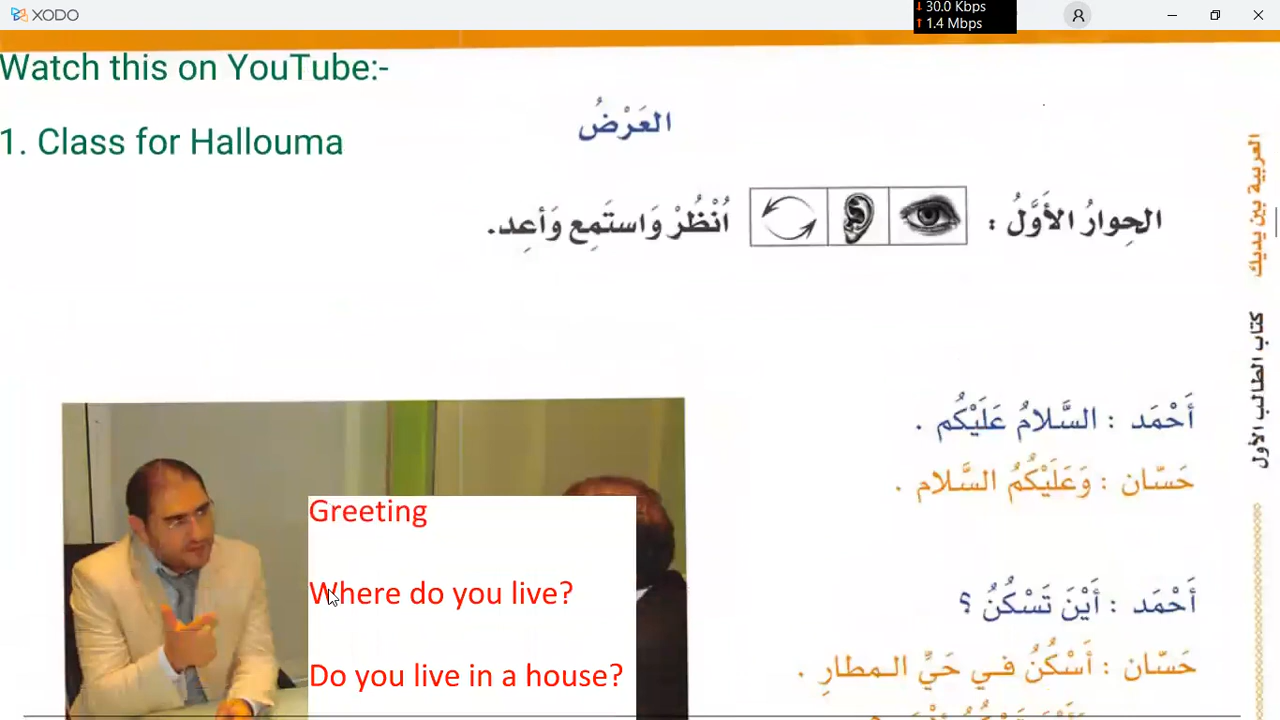 XODO
30.0 Kbps
1.4 Mbps
Watch this on YouTube:-
1. Class for Hallouma
العَرْضُ
الحِوارُ الأَوَّلُ :
اُنْظُرْ وَاستَمِع وَأعِد.
العربية بين يديك
كتاب الطالب الأول
أَحْمَد : السَّلامُ عَلَيْكُم .
حَسّان : وَعَلَيْكُمُ السَّلام .
أَحْمَد : أَيْنَ تَسْكُنُ ؟
حَسّان : أَسْكُنُ في حَيِّ المطارِ .
Greeting
Where do you live?
Do you live in a house?